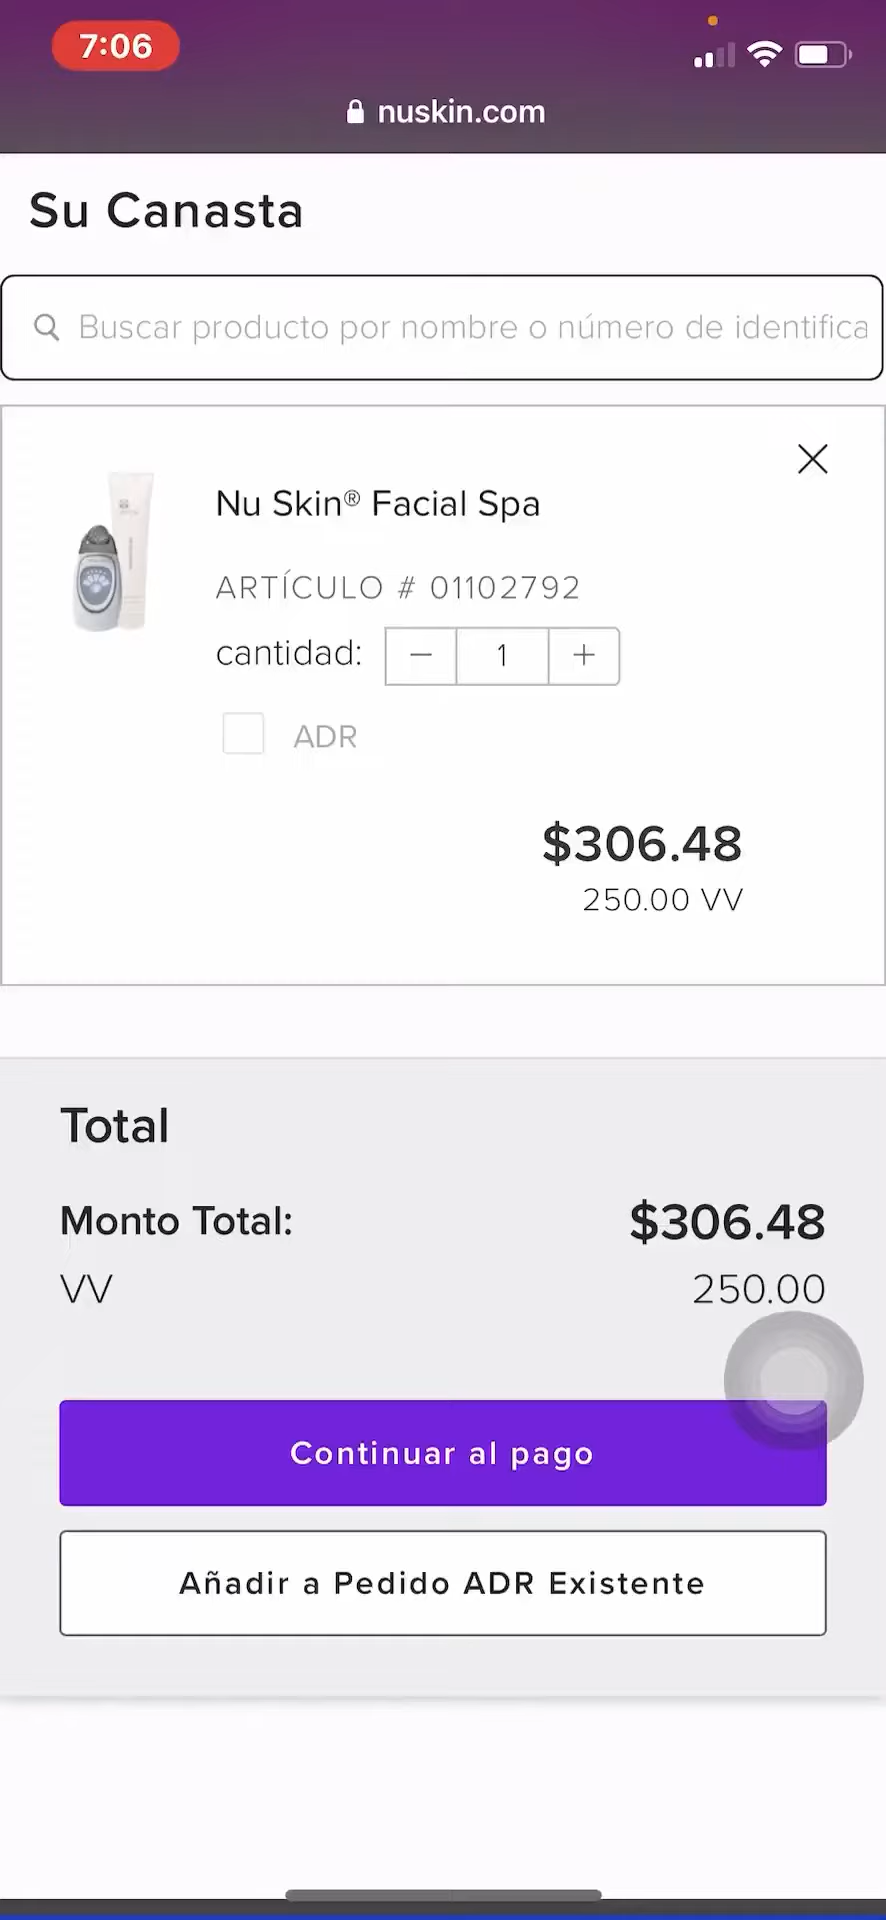 7:06
nuskin.com
Su Canasta
Buscar producto por nombre o número de identifica
Nu Skin® Facial Spa
ARTÍCULO # 01102792
cantidad: − 1 +
ADR
$306.48
250.00 VV
Total
Monto Total: $306.48
VV 250.00
Continuar al pago
Añadir a Pedido ADR Existente